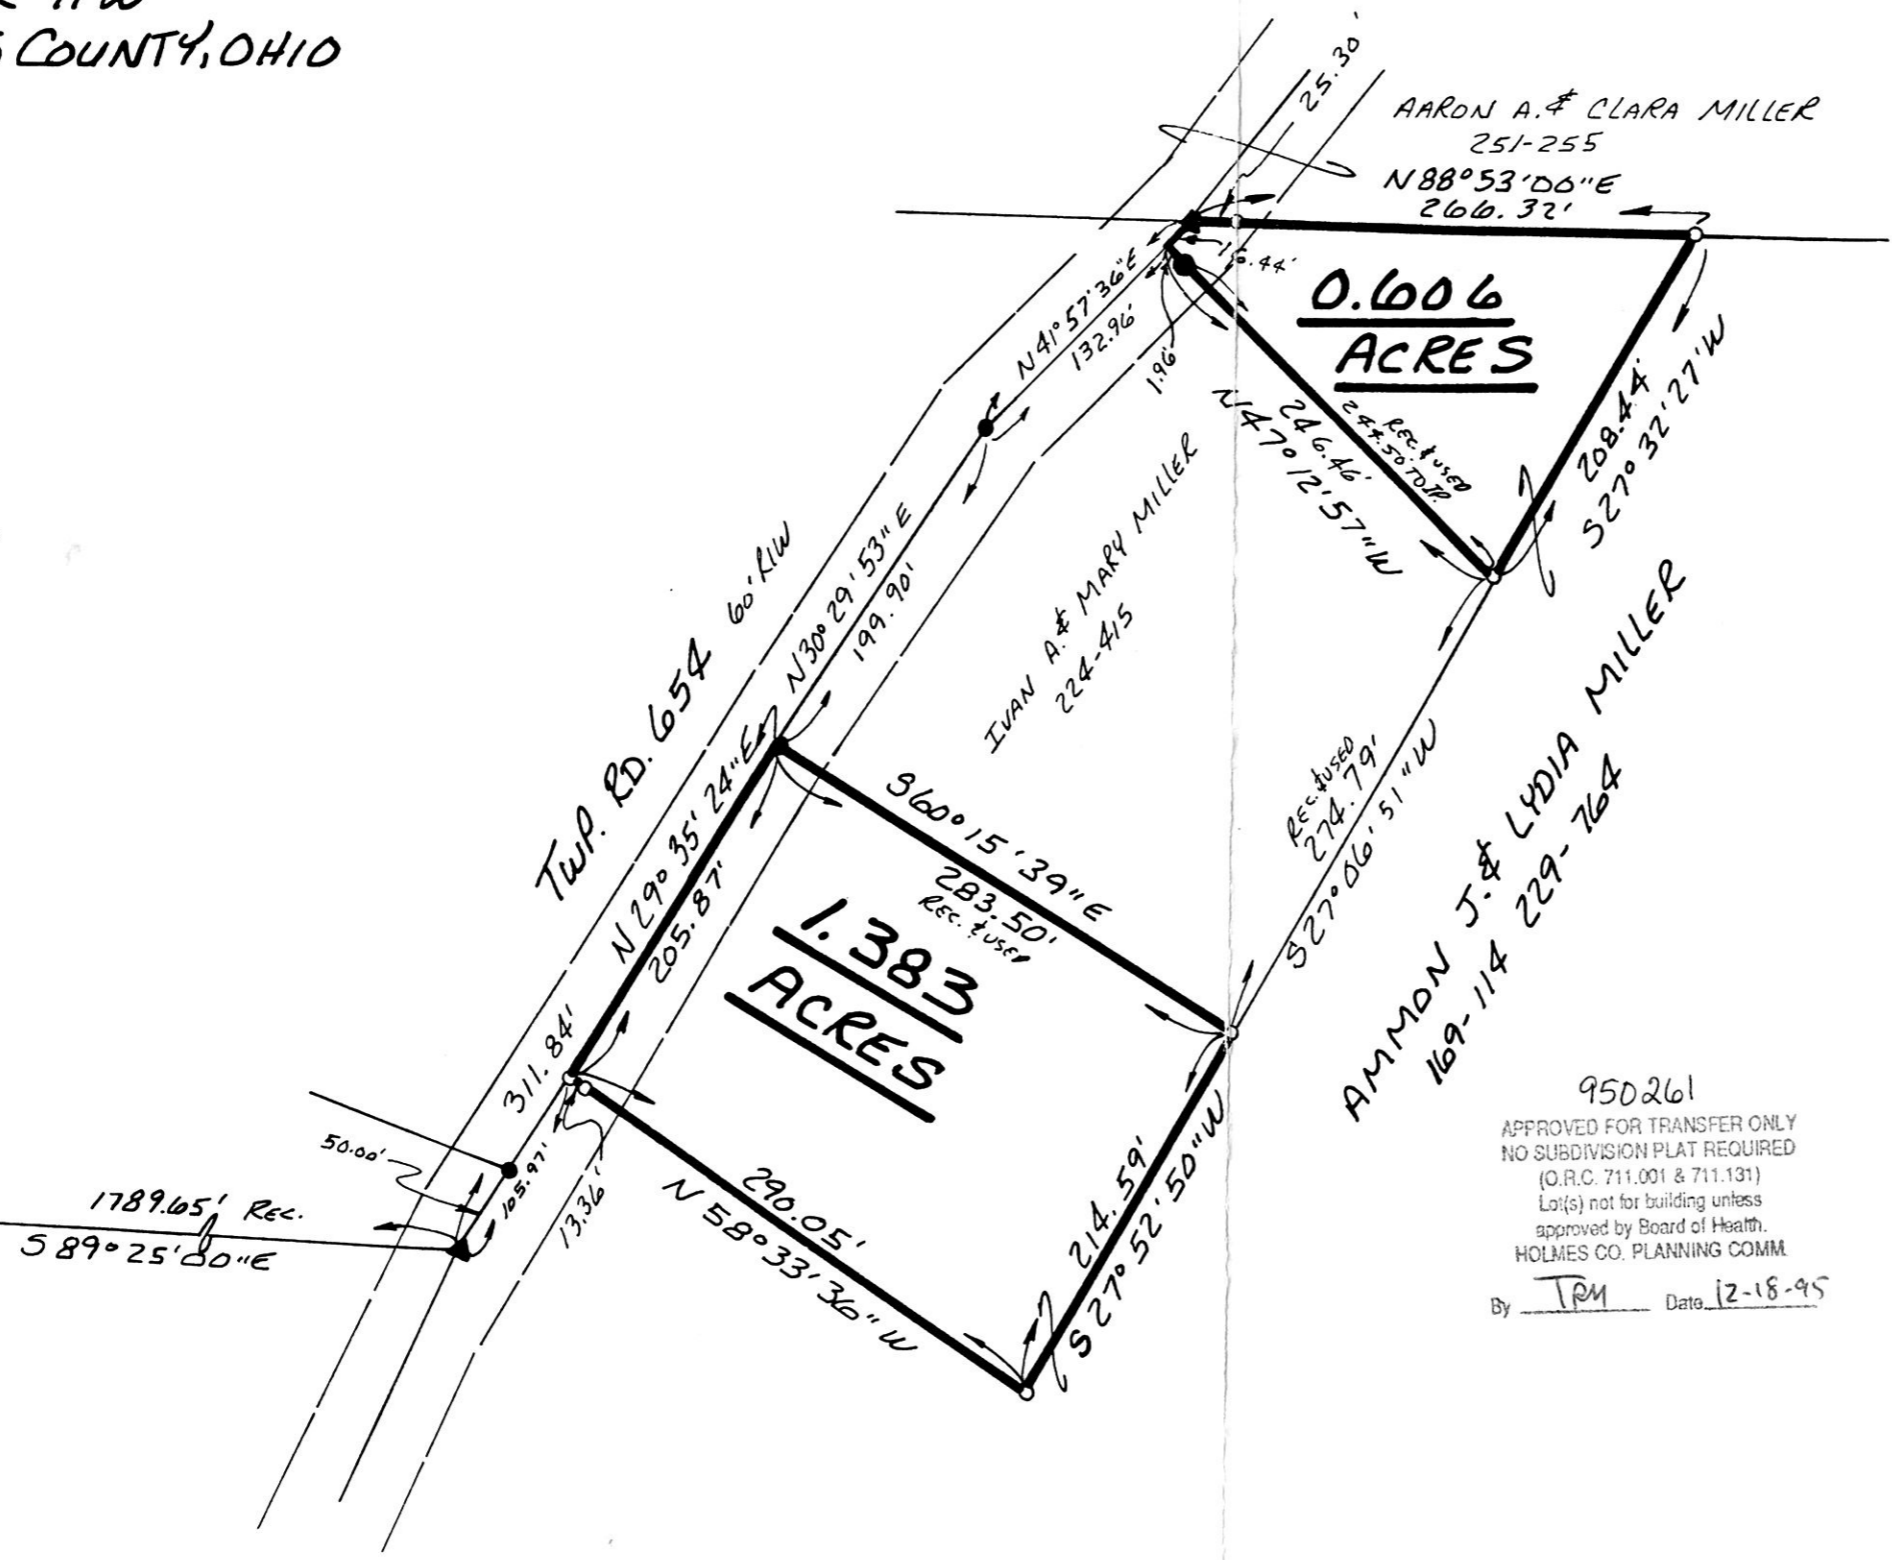 COUNTY, OHIO
25.30'
AARON A. & CLARA MILLER
251-255
N88°53'00"E
266.32'
0.606
ACRES
N41°57'36"E
132.96'
1.96'
N47°12'57"W
246.46'
REC. & USED
244.50 TO IP.
208.44'
S27°32'27"W
N30°29'53"E
199.90'
IVAN A. & MARY MILLER
224-415
TWP. RD. 654 60' R/W
N29°35'24"E
205.87'
S60°15'39"E
283.50'
REC. & USED
REC. & USED
274.79'
S27°06'51"W
AMMON J. & LYDIA MILLER
169-114 229-764
1.383
ACRES
311.84'
50.00'
105.97'
13.36'
1789.65' REC.
S89°25'00"E
290.05'
N58°33'36"W
214.59'
S27°52'50"W
950261
APPROVED FOR TRANSFER ONLY
NO SUBDIVISION PLAT REQUIRED
(O.R.C. 711.001 & 711.131)
Lot(s) not for building unless
approved by Board of Health.
HOLMES CO. PLANNING COMM.
By TRM Date 12-18-95